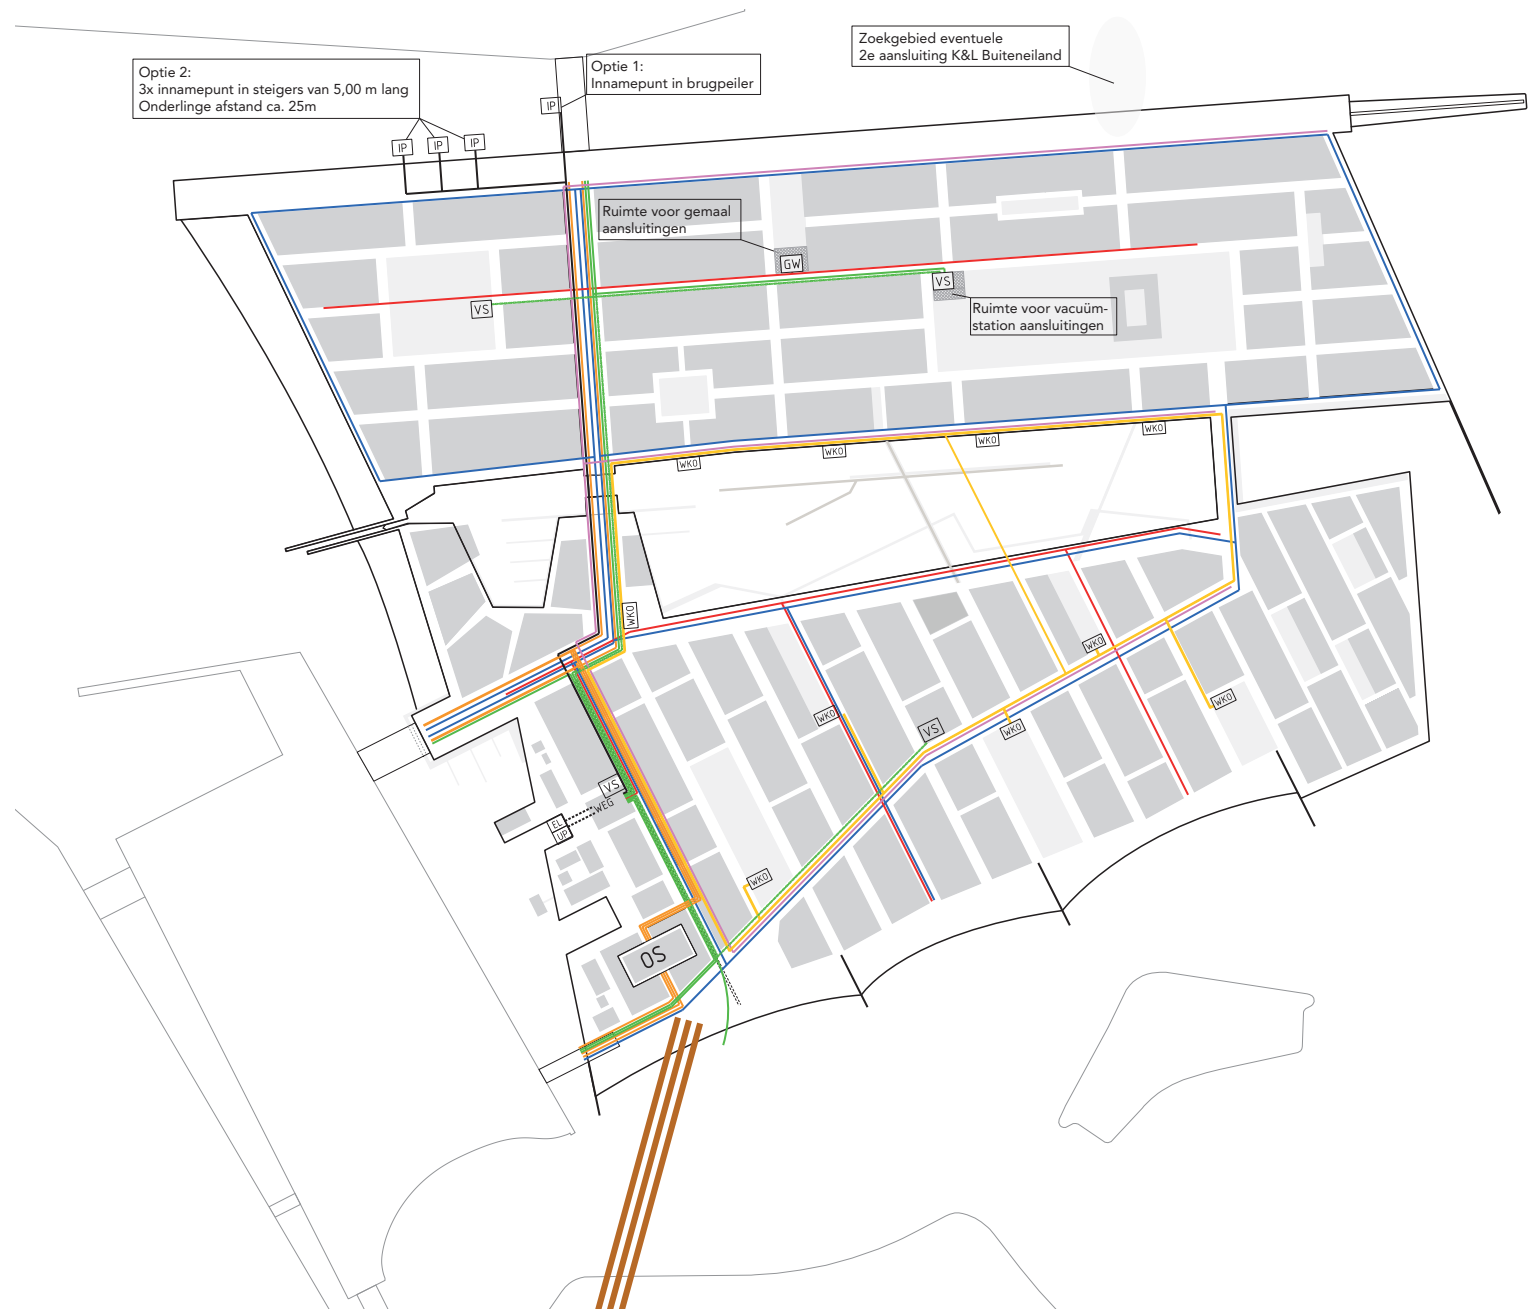 Zoekgebied eventuele
2e aansluiting K&L Buiteneiland
Optie 1:
Innamepunt in brugpeiler
Optie 2:
3x innamepunt in steigers van 5,00 m lang
Onderlinge afstand ca. 25m
IP
IP
IP
IP
Ruimte voor gemaal
aansluitingen
GW
VS
VS
Ruimte voor vacuüm-
station aansluitingen
WKO
WKO
WKO
WKO
WKO
WKO
WKO
WKO
WKO
VS
VS
WEG
EL
UP
WKO
OS